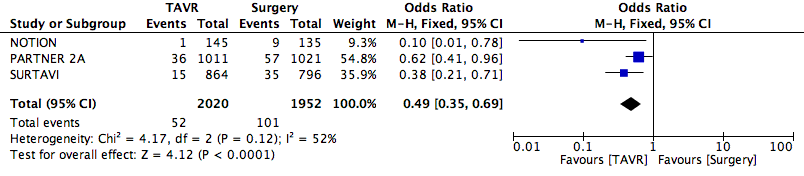 TAVR Surgery Odds Ratio Odds Ratio
Study or Subgroup Events Total Events Total Weight M-H, Fixed, 95% CI M-H, Fixed, 95% CI
NOTION 1 145 9 135 9.3% 0.10 [0.01, 0.78]
PARTNER 2A 36 1011 57 1021 54.8% 0.62 [0.41, 0.96]
SURTAVI 15 864 35 796 35.9% 0.38 [0.21, 0.71]
Total (95% CI) 2020 1952 100.0% 0.49 [0.35, 0.69]
Total events 52 101
Heterogeneity: Chi² = 4.17, df = 2 (P = 0.12); I² = 52%
Test for overall effect: Z = 4.12 (P < 0.0001)
0.01 0.1 1 10 100
Favours [TAVR] Favours [Surgery]